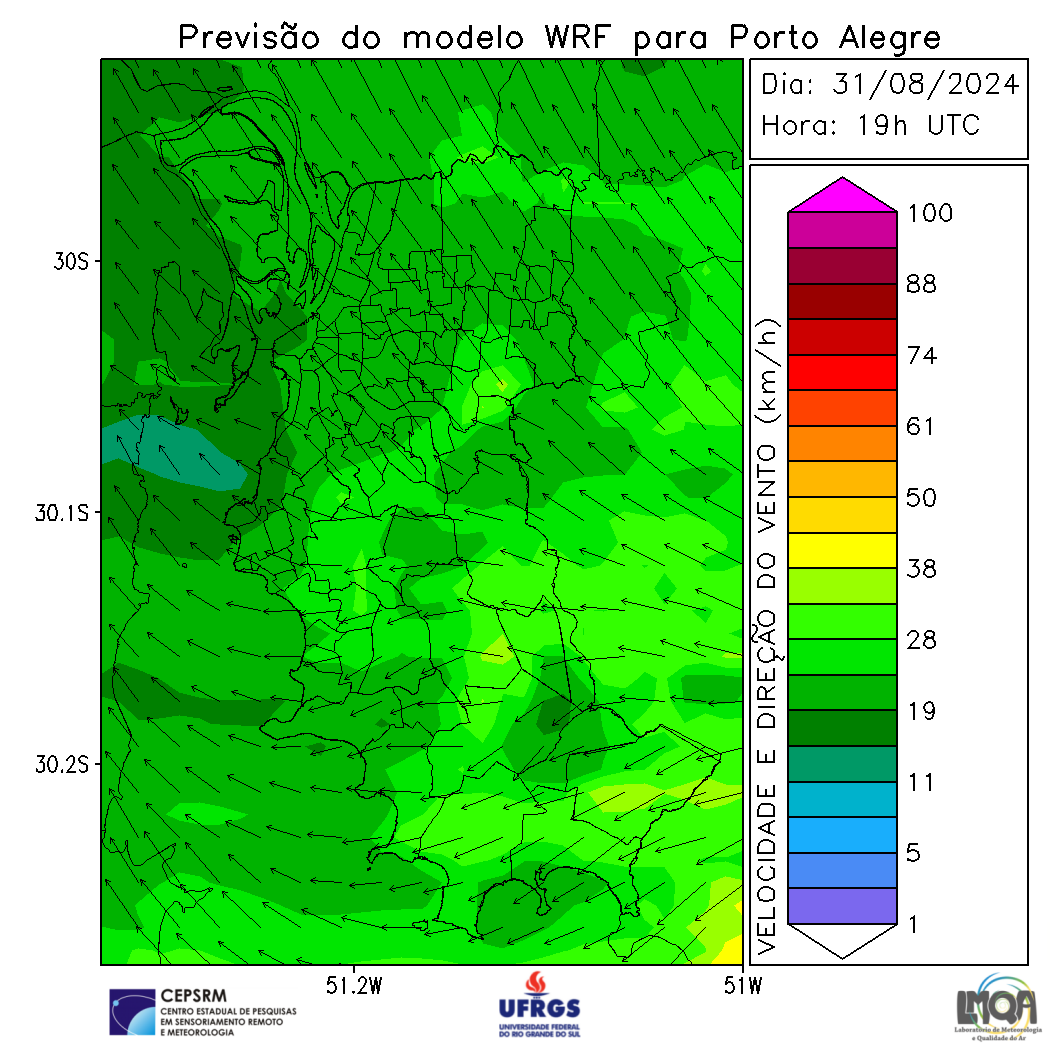 Previsão do modelo WRF para Porto Alegre
Dia: 31/08/2024
Hora: 19h UTC
30S
30.1S
30.2S
51.2W
51W
VELOCIDADE E DIREÇÃO DO VENTO (km/h)
100
88
74
61
50
38
28
19
11
5
1
CEPSRM
CENTRO ESTADUAL DE PESQUISAS
EM SENSORIAMENTO REMOTO
E METEOROLOGIA
UFRGS
UNIVERSIDADE FEDERAL
DO RIO GRANDE DO SUL
LMQA
Laboratório de Meteorologia
e Qualidade do Ar